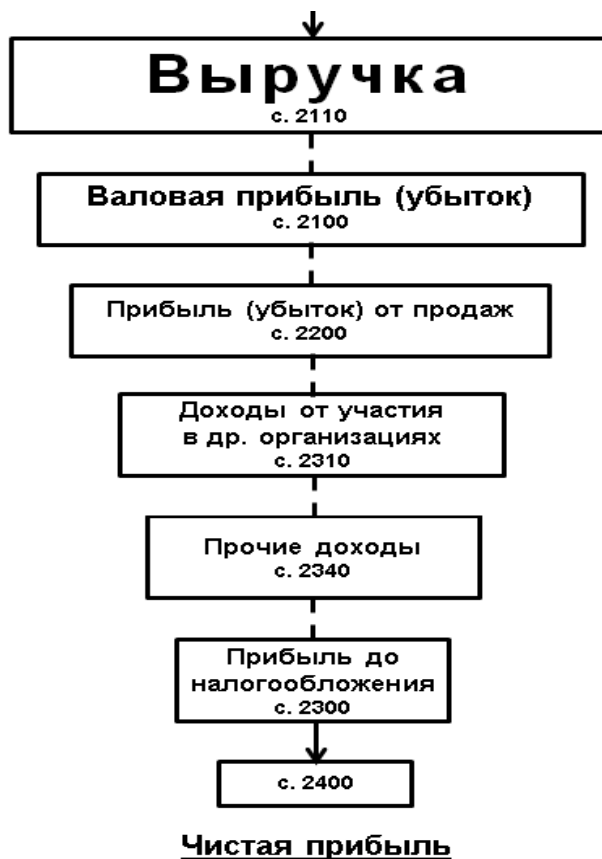 Выручка
с. 2110
Валовая прибыль (убыток)
с. 2100
Прибыль (убыток) от продаж
с. 2200
Доходы от участия
в др. организациях
с. 2310
Прочие доходы
с. 2340
Прибыль до
налогообложения
с. 2300
с. 2400
Чистая прибыль